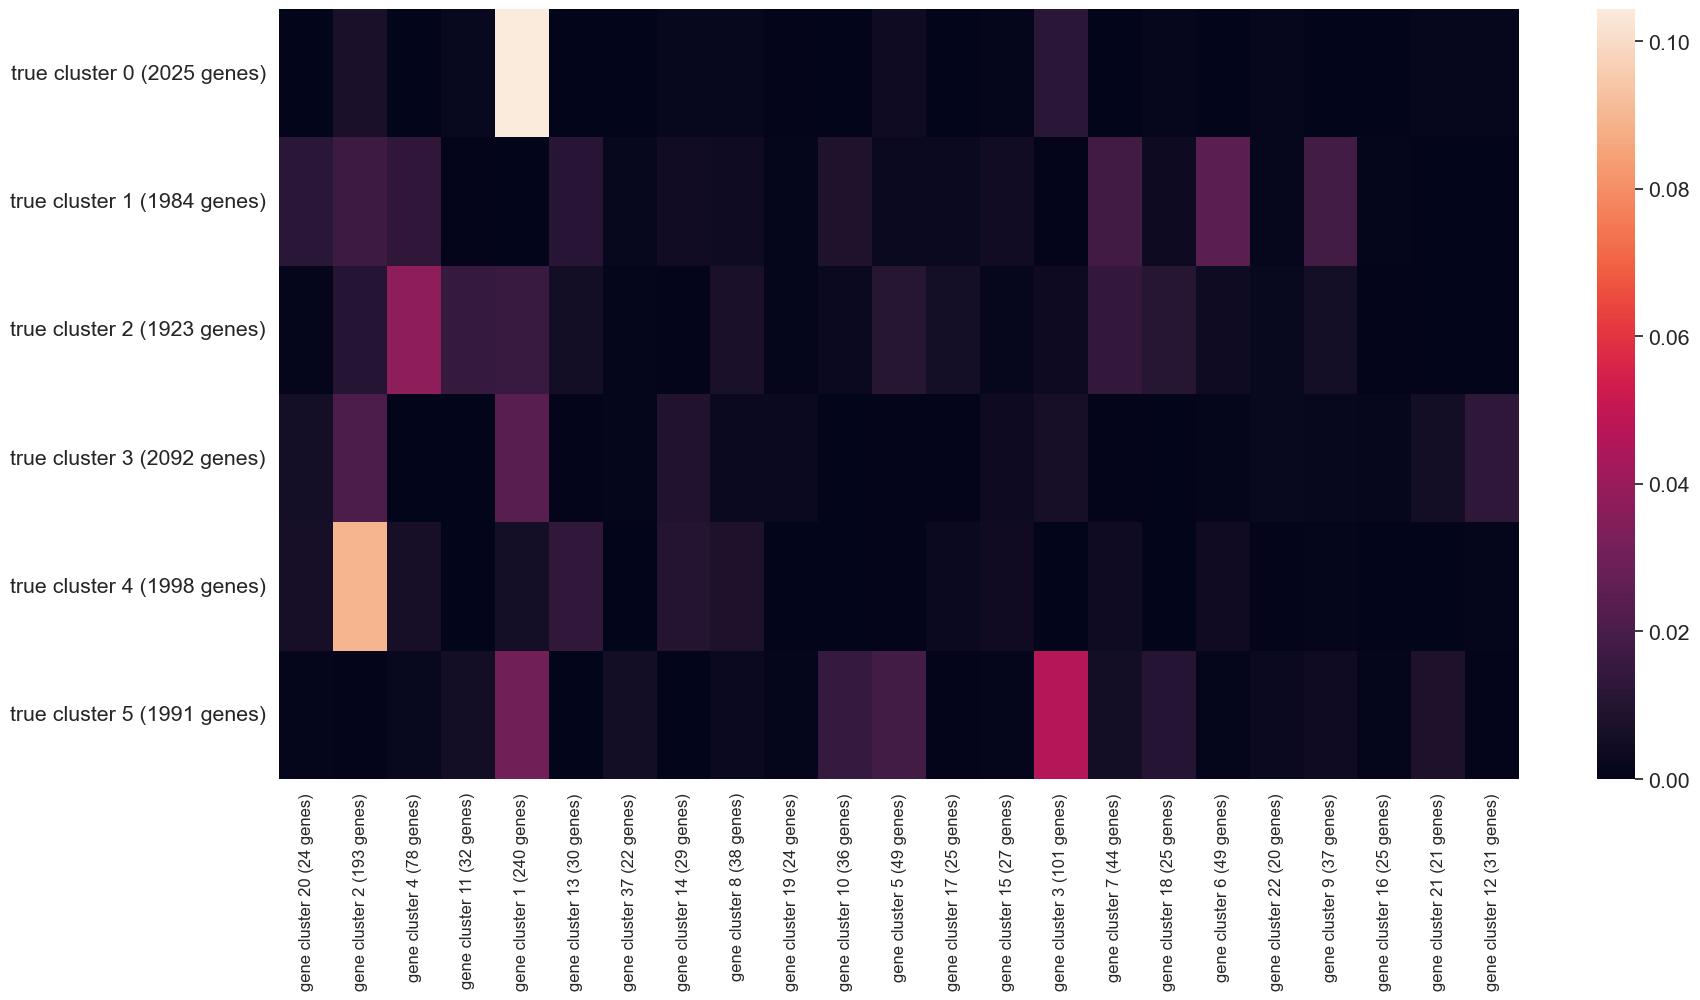 true cluster 0 (2025 genes)
true cluster 1 (1984 genes)
true cluster 2 (1923 genes)
true cluster 3 (2092 genes)
true cluster 4 (1998 genes)
true cluster 5 (1991 genes)
gene cluster 20 (24 genes)
gene cluster 2 (193 genes)
gene cluster 4 (78 genes)
gene cluster 11 (32 genes)
gene cluster 1 (240 genes)
gene cluster 13 (30 genes)
gene cluster 37 (22 genes)
gene cluster 14 (29 genes)
gene cluster 8 (38 genes)
gene cluster 19 (24 genes)
gene cluster 10 (36 genes)
gene cluster 5 (49 genes)
gene cluster 17 (25 genes)
gene cluster 15 (27 genes)
gene cluster 3 (101 genes)
gene cluster 7 (44 genes)
gene cluster 18 (25 genes)
gene cluster 6 (49 genes)
gene cluster 22 (20 genes)
gene cluster 9 (37 genes)
gene cluster 16 (25 genes)
gene cluster 21 (21 genes)
gene cluster 12 (31 genes)
0.10
0.08
0.06
0.04
0.02
0.00